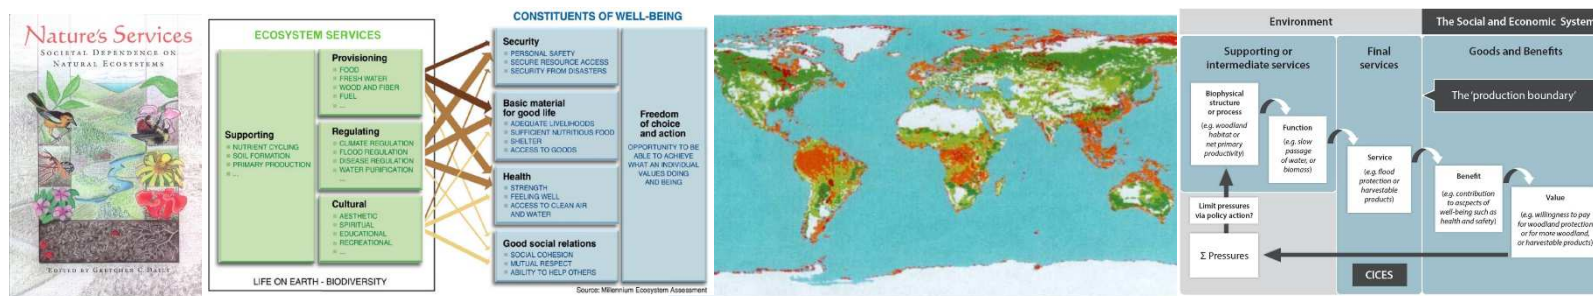 Nature's Services
SOCIETAL DEPENDENCE ON
NATURAL ECOSYSTEMS
EDITED BY GRETCHEN C. DAILY
CONSTITUENTS OF WELL-BEING
ECOSYSTEM SERVICES
Supporting
NUTRIENT CYCLING
SOIL FORMATION
PRIMARY PRODUCTION
...
Provisioning
FOOD
FRESH WATER
WOOD AND FIBER
FUEL
...
Regulating
CLIMATE REGULATION
FLOOD REGULATION
DISEASE REGULATION
WATER PURIFICATION
...
Cultural
AESTHETIC
SPIRITUAL
EDUCATIONAL
RECREATIONAL
...
LIFE ON EARTH - BIODIVERSITY
Security
PERSONAL SAFETY
SECURE RESOURCE ACCESS
SECURITY FROM DISASTERS
Basic material
for good life
ADEQUATE LIVELIHOODS
SUFFICIENT NUTRITIOUS FOOD
SHELTER
ACCESS TO GOODS
Health
STRENGTH
FEELING WELL
ACCESS TO CLEAN AIR
AND WATER
Good social relations
SOCIAL COHESION
MUTUAL RESPECT
ABILITY TO HELP OTHERS
Freedom
of choice
and action
OPPORTUNITY TO BE
ABLE TO ACHIEVE
WHAT AN INDIVIDUAL
VALUES DOING
AND BEING
Source: Millennium Ecosystem Assessment
Environment
The Social and Economic System
Supporting or
intermediate services
Final
services
Goods and Benefits
The 'production boundary'
Biophysical
structure
or process
(e.g. woodland
habitat or
net primary
productivity)
Function
(e.g. slow
passage
of water, or
biomass)
Service
(e.g. flood
protection or
harvestable
products)
Benefit
(e.g. contribution
to aspects of
well-being such as
health and safety)
Value
(e.g. willingness to pay
for woodland protection
or for more woodland,
or harvestable products)
Limit pressures
via policy action?
Σ Pressures
CICES